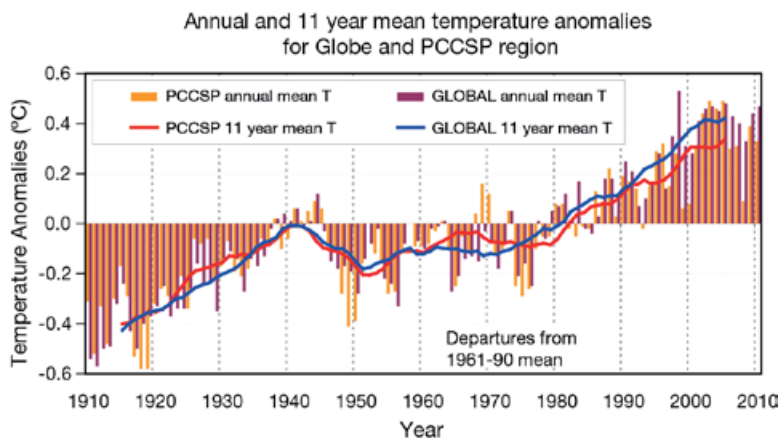 Annual and 11 year mean temperature anomalies
for Globe and PCCSP region
Temperature Anomalies (ºC)
0.6
0.4
0.2
0.0
-0.2
-0.4
-0.6
PCCSP annual mean T
GLOBAL annual mean T
PCCSP 11 year mean T
GLOBAL 11 year mean T
Departures from
1961-90 mean
1910 1920 1930 1940 1950 1960 1970 1980 1990 2000 2010
Year